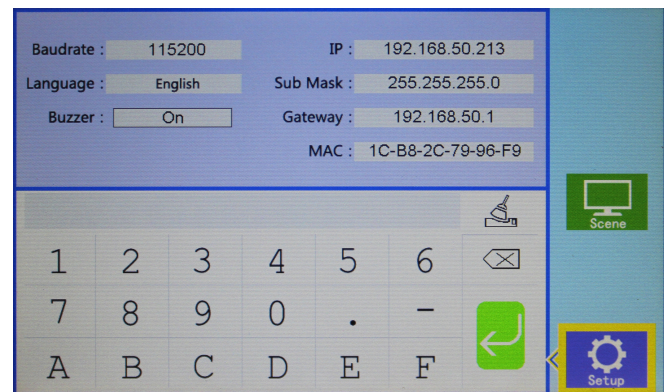 Baudrate : 115200 IP : 192.168.50.213
Language : English Sub Mask : 255.255.255.0
Buzzer : On Gateway : 192.168.50.1
MAC : 1C-B8-2C-79-96-F9
Scene
1 2 3 4 5 6
7 8 9 0 . -
A B C D E F
Setup